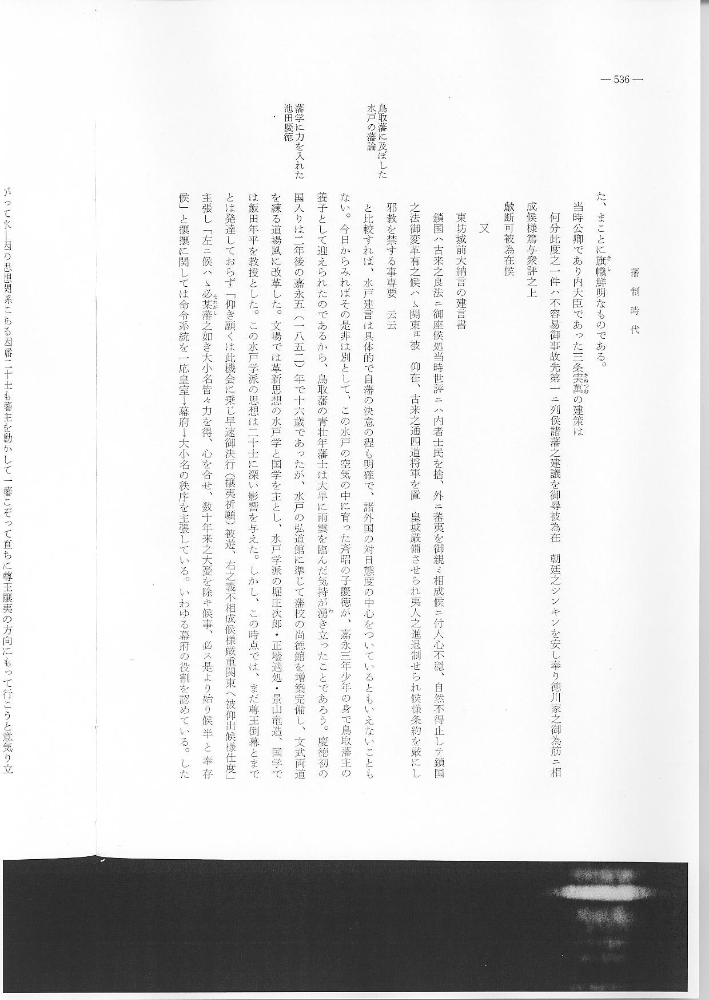 ― 536 ―
藩制時代
た、まことに旗幟鮮明なものである。
当時公卿であり内大臣であった三条実萬の建策は
何分此度之一件ハ不容易御事故先第一ニ列侯諸藩之建議を御尋被為在　朝廷之シンキンを安し奉り徳川家之御為筋ニ相
成候様篤与衆評之上
叡断可被為在候
又
東坊城前大納言の建言書
鎖国ハ古来之良法ニ御座候処当時世評ニハ内者士民を捨、外ニ蕃夷を御親ミ相成候ニ付人心不穏、自然不得止シテ鎖国
之法御変革有之候ハヽ関東江被　仰在、古来之通四道将軍を置　皇城厳備させられ夷人之進退制せられ候様条約を厳にし
邪教を禁する事専要　云云
鳥取藩に及ぼした
水戸の藩論
と比較すれば、水戸建言は具体的で自藩の決意の程も明確で、諸外国の対日態度の中心をついているともいえないことも
ない。今日からみればその是非は別として、この水戸の空気の中に育った斉昭の子慶徳が、嘉永三年少年の身で鳥取藩主の
養子として迎えられたのであるから、鳥取藩の青壮年藩士は大旱に雨雲を臨んだ気持が湧き立ったことであろう。慶徳初の
藩学に力を入れた
池田慶徳
国入りは二年後の嘉永五（一八五二）年で十六歳であったが、水戸の弘道館に準じて藩校の尚徳館を増築完備し、文武両道
を練る道場風に改革した。文場では革新思想の水戸学と国学を主とし、水戸学派の堀庄次郎・正墻適処・景山竜造、国学で
は飯田年平を教授とした。この水戸学派の思想は二十士に深い影響を与えた。しかし、この時点では、まだ尊王倒幕とまで
とは発達しておらず「仰き願くは此機会に乗じ早速御決行（攘夷祈願）被遊、右之義不相成候様厳重関東へ被仰出候様仕度」
主張し「左ニ候ハヽ必某藩之如き大小名皆々力を得、心を合せ、数十年来之大憂を除キ候事、必ス是より始り候半と奉存
候」と攘攘に関しては命令系統を一応皇室→幕府→大小名の秩序を主張している。いわゆる幕府の役割を認めている。した
がって水―因の思想関係にある因幡二十士も藩主を動かして一藩こぞって直ちに尊王攘夷の方向にもって行こうと意気り立